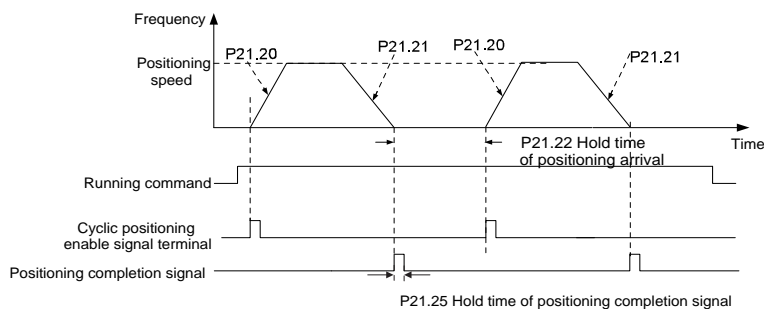 Frequency
P21.20
P21.21
P21.20
P21.21
Positioning
speed
Time
P21.22 Hold time
of positioning arrival
Running command
Cyclic positioning
enable signal terminal
Positioning completion signal
P21.25 Hold time of positioning completion signal